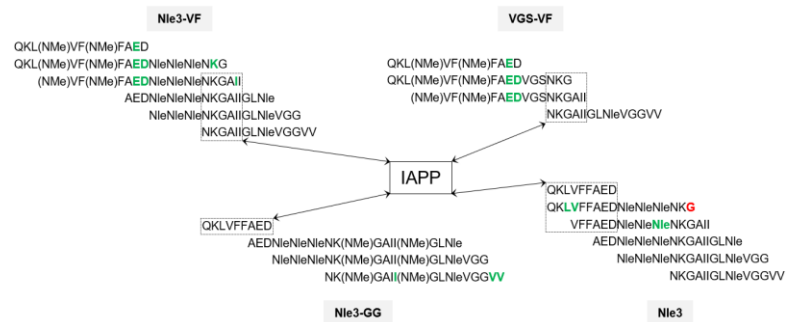 Nle3-VF
QKL(NMe)VF(NMe)FAED
QKL(NMe)VF(NMe)FAEDNleNleNleNKG
(NMe)VF(NMe)FAEDNleNleNleNKGAII
AEDNleNleNleNKGAIIGLNle
NleNleNleNKGAIIGLNleVGG
NKGAIIGLNleVGGVV
VGS-VF
QKL(NMe)VF(NMe)FAED
QKL(NMe)VF(NMe)FAEDVGSNKG
(NMe)VF(NMe)FAEDVGSNKGAII
NKGAIIGLNleVGGVV
IAPP
QKLVFFAED
AEDNleNleNleNK(NMe)GAII(NMe)GLNle
NleNleNleNK(NMe)GAII(NMe)GLNleVGG
NK(NMe)GAII(NMe)GLNleVGGVV
Nle3-GG
QKLVFFAED
QKLVFFAEDNleNleNleNKG
VFFAEDNleNleNleNKGAII
AEDNleNleNleNKGAIIGLNle
NleNleNleNKGAIIGLNleVGG
NKGAIIGLNleVGGVV
Nle3